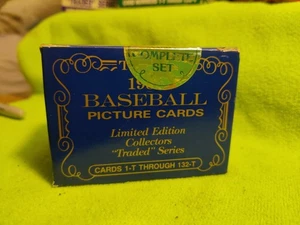 COMPLETE
SET
BASEBALL
PICTURE CARDS
Limited Edition
Collectors
"Traded" Series
CARDS 1-T THROUGH 132-T